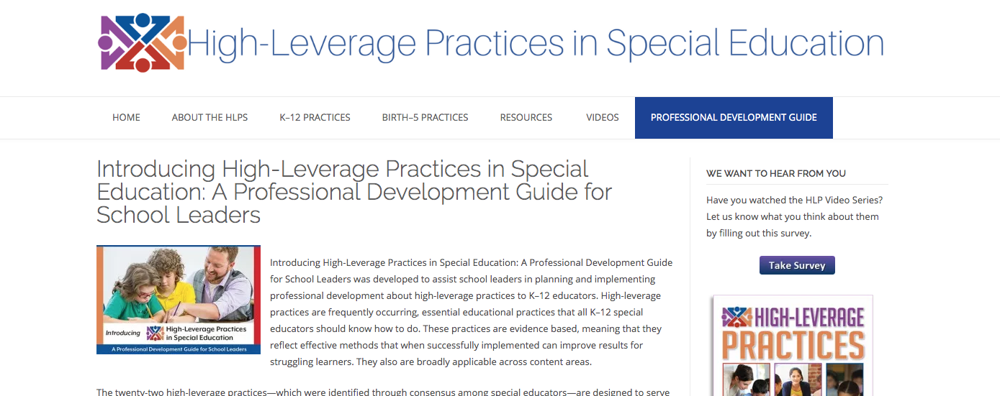 High-Leverage Practices in Special Education
HOME
ABOUT THE HLPS
K–12 PRACTICES
BIRTH–5 PRACTICES
RESOURCES
VIDEOS
PROFESSIONAL DEVELOPMENT GUIDE
Introducing High-Leverage Practices in Special
Education: A Professional Development Guide for
School Leaders
Introducing
High-Leverage Practices
in Special Education
A Professional Development Guide for School Leaders
Introducing High-Leverage Practices in Special Education: A Professional Development Guide
for School Leaders was developed to assist school leaders in planning and implementing
professional development about high-leverage practices to K–12 educators. High-leverage
practices are frequently occurring, essential educational practices that all K–12 special
educators should know how to do. These practices are evidence based, meaning that they
reflect effective methods that when successfully implemented can improve results for
struggling learners. They also are broadly applicable across content areas.
The twenty-two high-leverage practices—which were identified through consensus among special educators—are designed to serve
WE WANT TO HEAR FROM YOU
Have you watched the HLP Video Series?
Let us know what you think about them
by filling out this survey.
Take Survey
HIGH-LEVERAGE
PRACTICES